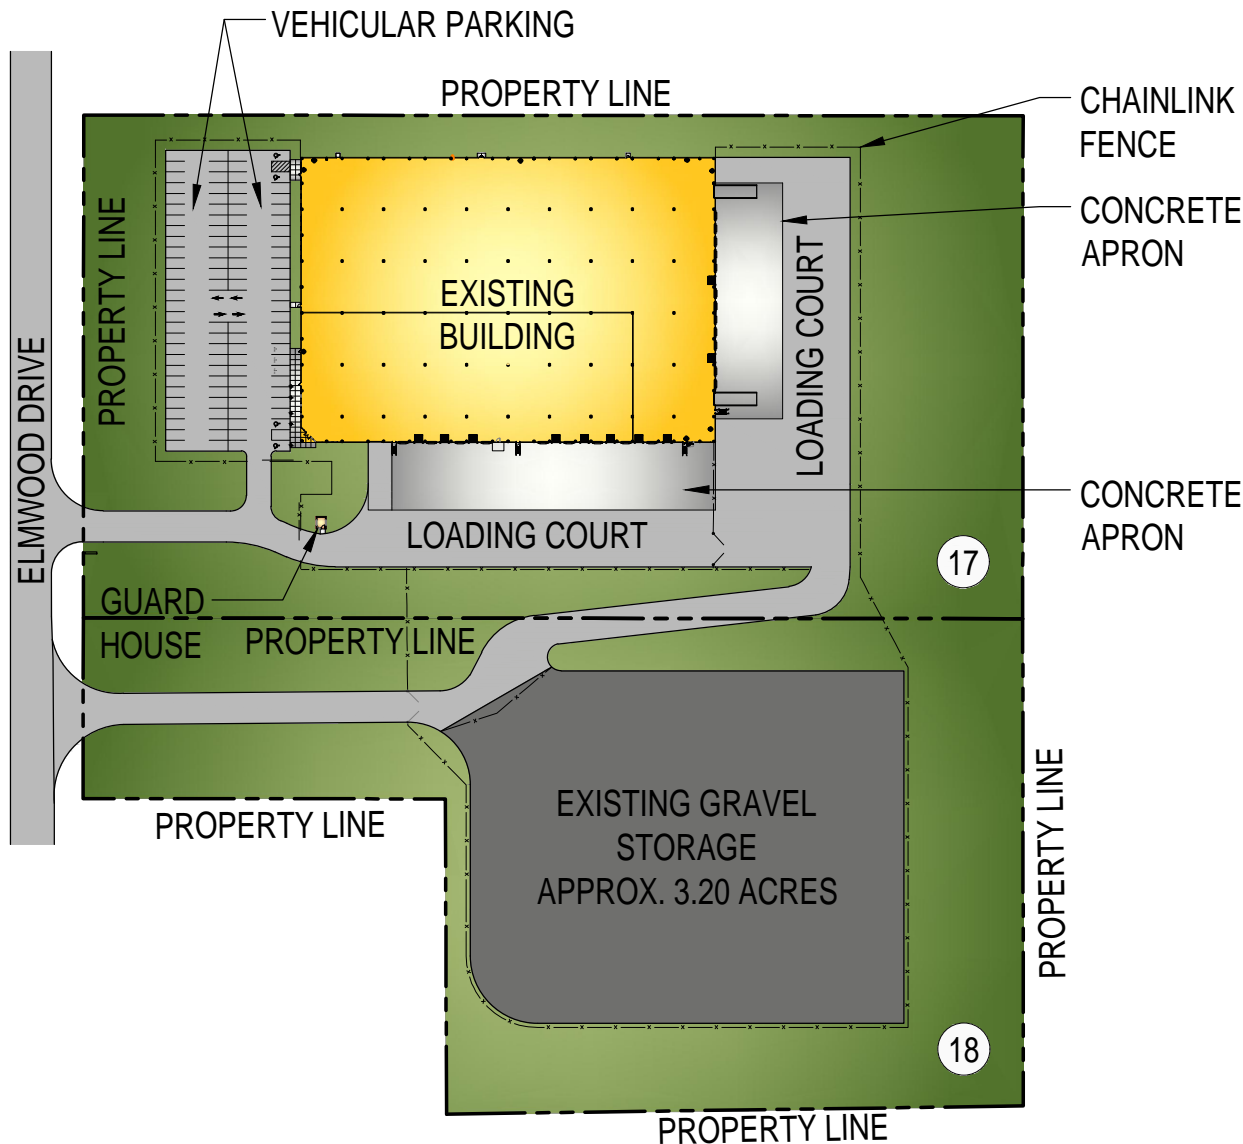 VEHICULAR PARKING
PROPERTY LINE
CHAINLINK
FENCE
CONCRETE
APRON
PROPERTY LINE
EXISTING
BUILDING
LOADING COURT
ELMWOOD DRIVE
CONCRETE
APRON
LOADING COURT
17
GUARD
HOUSE
PROPERTY LINE
PROPERTY LINE
EXISTING GRAVEL
STORAGE
APPROX. 3.20 ACRES
PROPERTY LINE
18
PROPERTY LINE